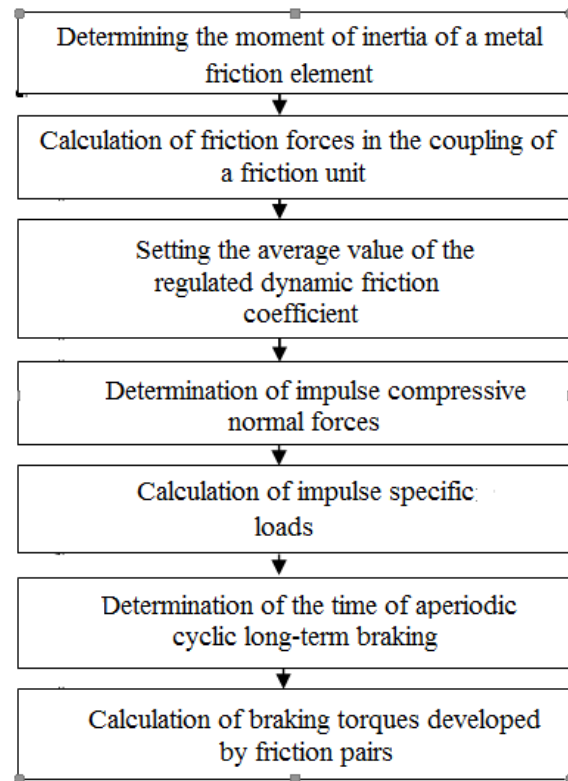 Determining the moment of inertia of a metal
friction element
Calculation of friction forces in the coupling of
a friction unit
Setting the average value of the
regulated dynamic friction
coefficient
Determination of impulse compressive
normal forces
Calculation of impulse specific
loads
Determination of the time of aperiodic
cyclic long-term braking
Calculation of braking torques developed
by friction pairs